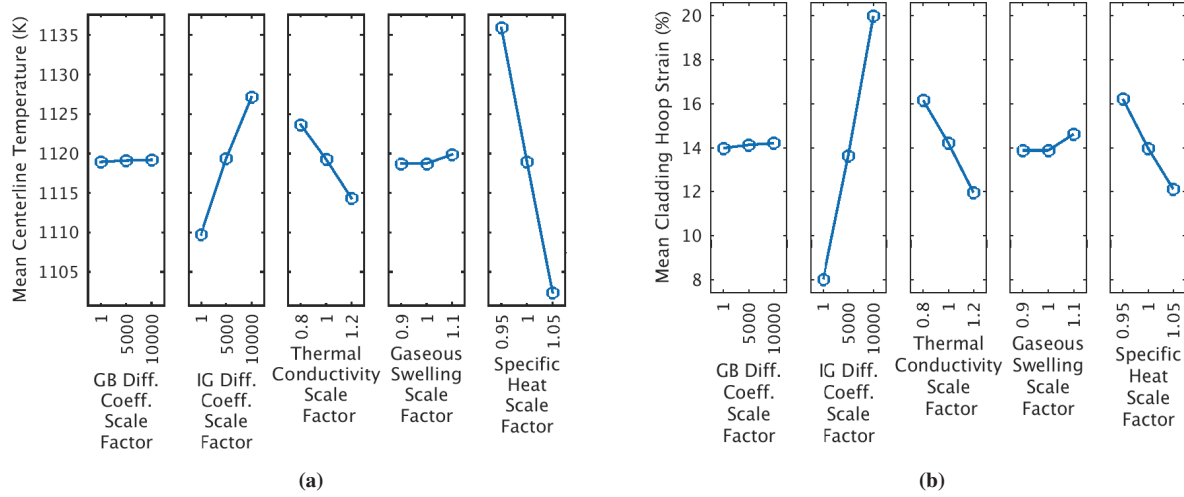 Mean Centerline Temperature (K)
1135
1130
1125
1120
1115
1110
1105
1
5000
10000
GB Diff.
Coeff.
Scale
Factor
1
5000
10000
IG Diff.
Coeff.
Scale
Factor
0.8
1
1.2
Thermal
Conductivity
Scale
Factor
0.9
1
1.1
Gaseous
Swelling
Scale
Factor
0.95
1
1.05
Specific
Heat
Scale
Factor
(a)
Mean Cladding Hoop Strain (%)
20
18
16
14
12
10
8
1
5000
10000
GB Diff.
Coeff.
Scale
Factor
1
5000
10000
IG Diff.
Coeff.
Scale
Factor
0.8
1
1.2
Thermal
Conductivity
Scale
Factor
0.9
1
1.1
Gaseous
Swelling
Scale
Factor
0.95
1
1.05
Specific
Heat
Scale
Factor
(b)